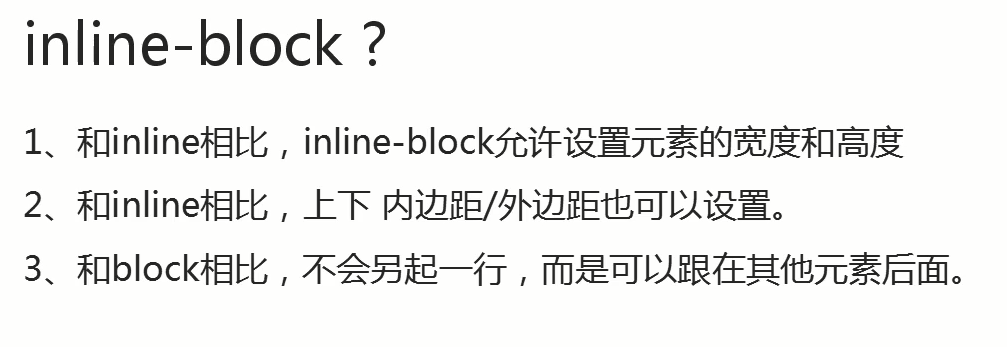 inline-block？
1、和inline相比，inline-block允许设置元素的宽度和高度
2、和inline相比，上下 内边距/外边距也可以设置。
3、和block相比，不会另起一行，而是可以跟在其他元素后面。